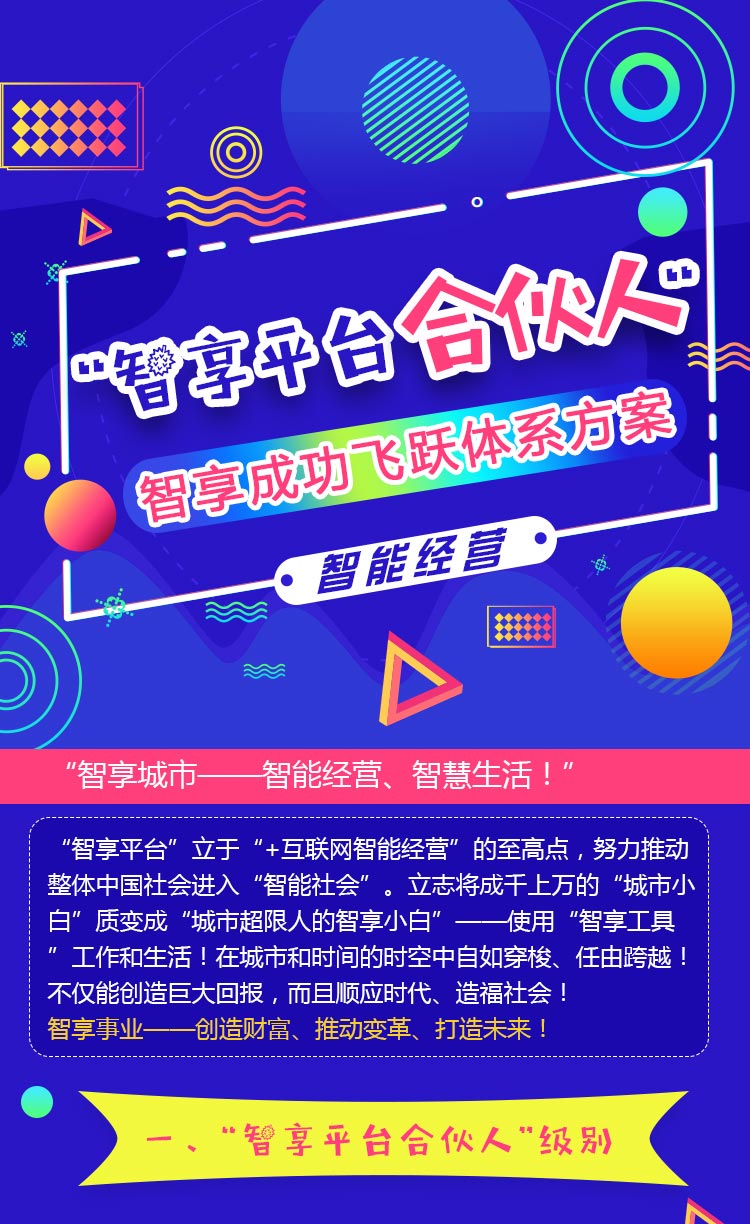 “智享平台合伙人”
智享成功飞跃体系方案
智能经营
“智享城市——智能经营、智慧生活！”
“智享平台”立于“+互联网智能经营”的至高点，努力推动
整体中国社会进入“智能社会”。立志将成千上万的“城市小
白”质变成“城市超限人的智享小白”——使用“智享工具
”工作和生活！在城市和时间的时空中自如穿梭、任由跨越！
不仅能创造巨大回报，而且顺应时代、造福社会！
智享事业——创造财富、推动变革、打造未来！
一、“智享平台合伙人”级别